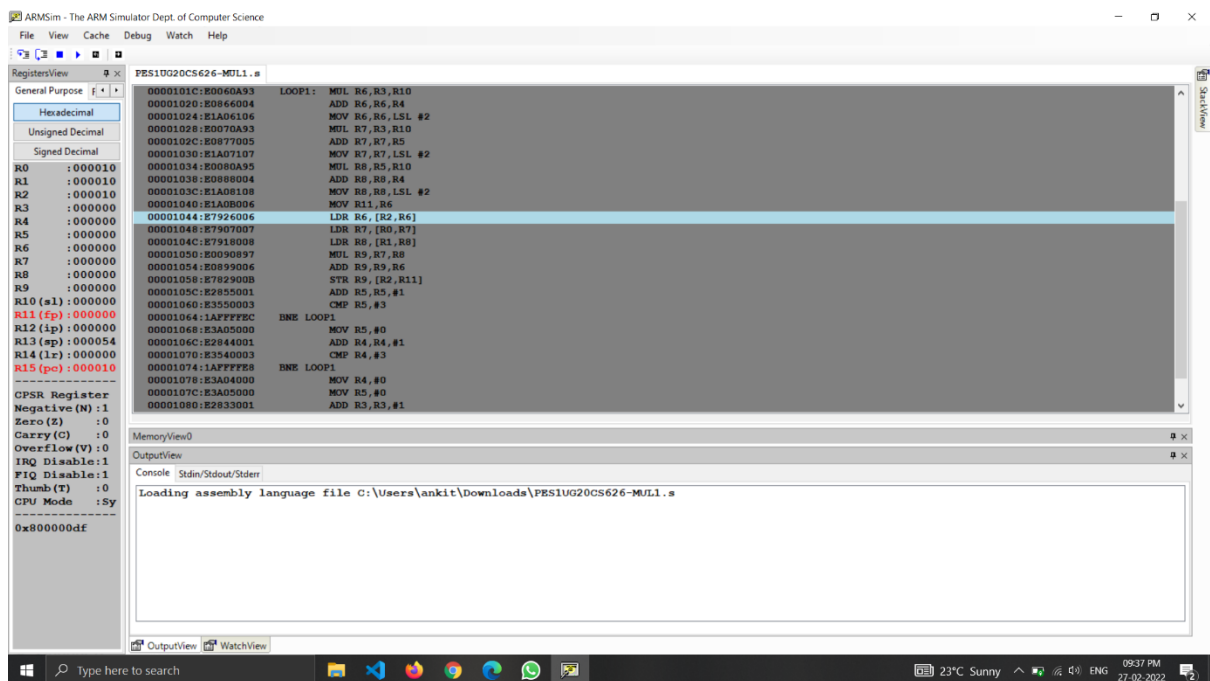 ARMSim - The ARM Simulator Dept. of Computer Science
File View Cache Debug Watch Help
RegistersView
PES1UG20CS626-MUL1.s
General Purpose F
Hexadecimal
Unsigned Decimal
Signed Decimal
R0 :000010
R1 :000010
R2 :000010
R3 :000000
R4 :000000
R5 :000000
R6 :000000
R7 :000000
R8 :000000
R9 :000000
R10(sl):000000
R11(fp):000000
R12(ip):000000
R13(sp):000054
R14(lr):000000
R15(pc):000010
--------------
CPSR Register
Negative(N):1
Zero(Z) :0
Carry(C) :0
Overflow(V):0
IRQ Disable:1
FIQ Disable:1
Thumb(T) :0
CPU Mode :Sy
--------------
0x800000df
0000101C:E0060A93 LOOP1: MUL R6,R3,R10
00001020:E0866004 ADD R6,R6,R4
00001024:E1A06106 MOV R6,R6,LSL #2
00001028:E0070A93 MUL R7,R3,R10
0000102C:E0877005 ADD R7,R7,R5
00001030:E1A07107 MOV R7,R7,LSL #2
00001034:E0080A95 MUL R8,R5,R10
00001038:E0888004 ADD R8,R8,R4
0000103C:E1A08108 MOV R8,R8,LSL #2
00001040:E1A0B006 MOV R11,R6
00001044:E7926006 LDR R6,[R2,R6]
00001048:E7907007 LDR R7,[R0,R7]
0000104C:E7918008 LDR R8,[R1,R8]
00001050:E0090897 MUL R9,R7,R8
00001054:E0899006 ADD R9,R9,R6
00001058:E782900B STR R9,[R2,R11]
0000105C:E2855001 ADD R5,R5,#1
00001060:E3550003 CMP R5,#3
00001064:1AFFFFEC BNE LOOP1
00001068:E3A05000 MOV R5,#0
0000106C:E2844001 ADD R4,R4,#1
00001070:E3540003 CMP R4,#3
00001074:1AFFFFE8 BNE LOOP1
00001078:E3A04000 MOV R4,#0
0000107C:E3A05000 MOV R5,#0
00001080:E2833001 ADD R3,R3,#1
StackView
MemoryView0
OutputView
Console Stdin/Stdout/Stderr
Loading assembly language file C:\Users\ankit\Downloads\PES1UG20CS626-MUL1.s
OutputView WatchView
Type here to search
23°C Sunny ENG
09:37 PM
27-02-2022
2